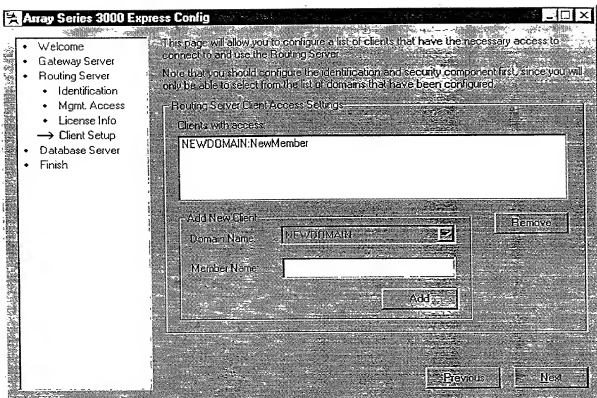 Array Series 3000 Express Config
Welcome
Gateway Server
Routing Server
Identification
Mgmt. Access
License Info
Client Setup
Database Server
Finish
This page will allow you to configure a list of clients that have the necessary access to
connect to and use the Routing Server.
Note that you should configure the identification and security component first, since you will
only be able to select from the list of domains that have been configured.
Routing Server Client Access Settings
Clients with access:
NEWDOMAIN:NewMember
Add New Client
Domain Name:
NEWDOMAIN
Remove
Member Name:
Add
Previous
Next